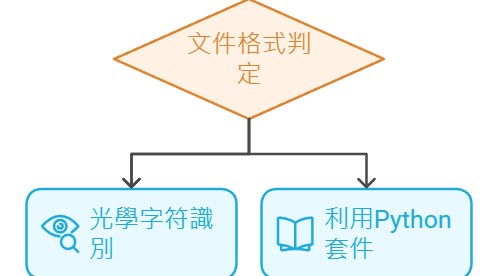 文件格式判
定
光學字符識
別
利用Python
套件